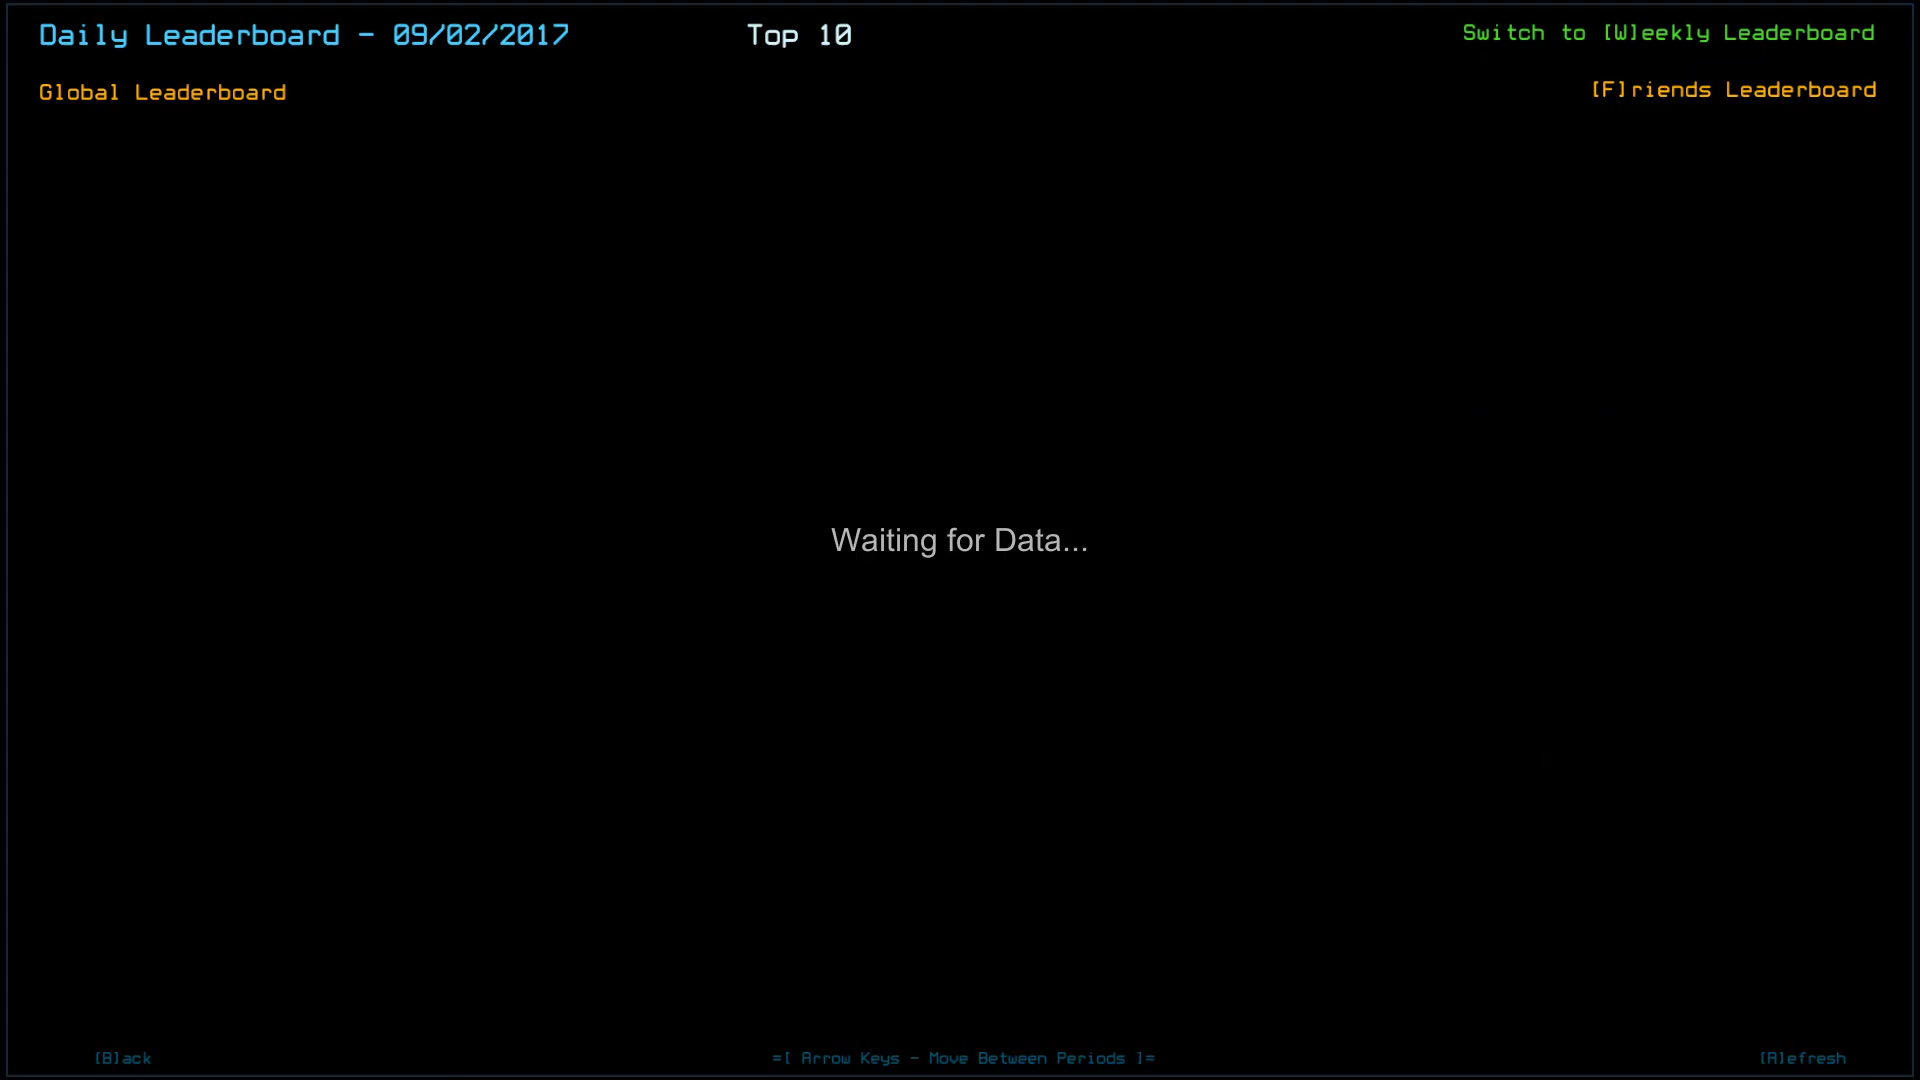 Daily Leaderboard - 09/02/2017
Top 10
Switch to [W]eekly Leaderboard
Global Leaderboard
[F]riends Leaderboard
Waiting for Data...
[B]ack
=[ Arrow Keys - Move Between Periods ]=
[R]efresh